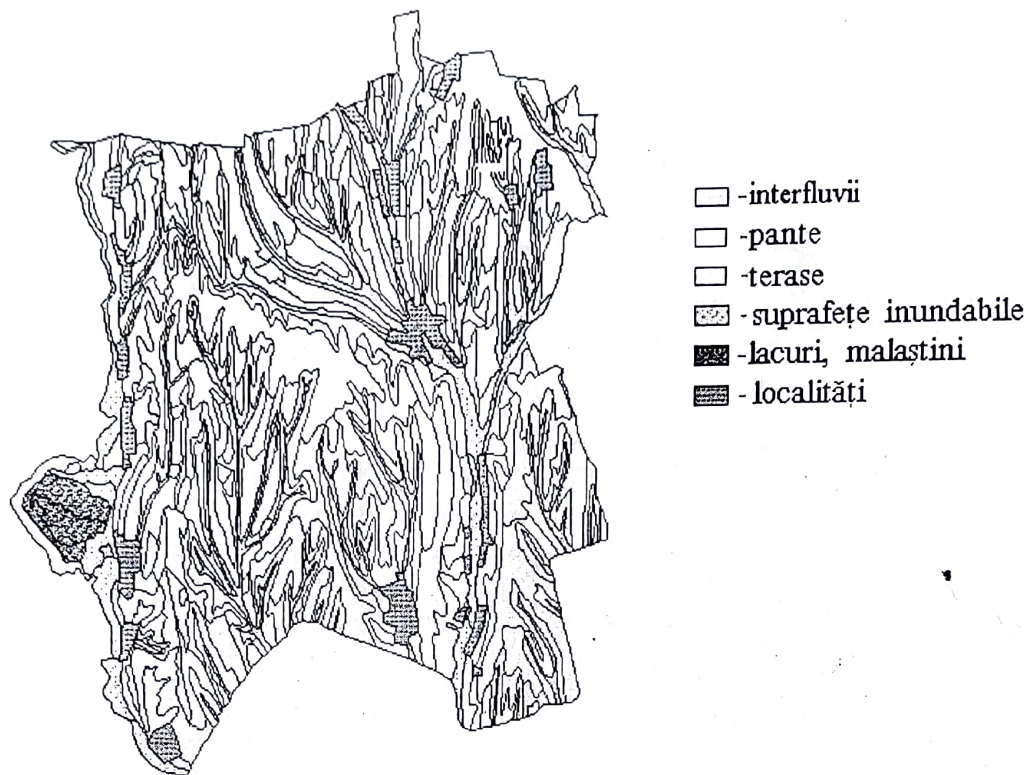 -interfluvii
-pante
-terase
-suprafețe inundabile
-lacuri, malaștini
- localități